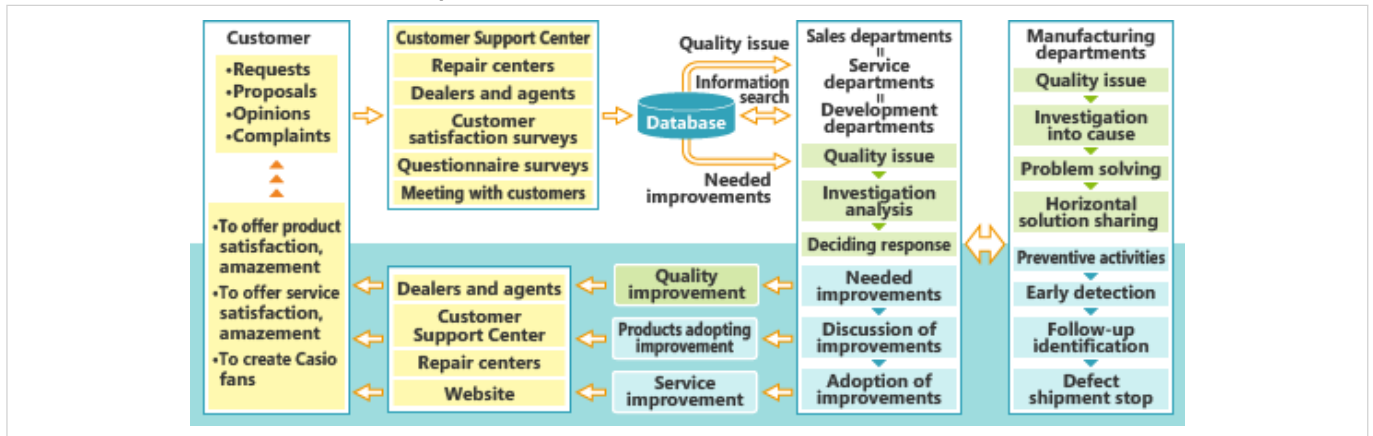 Customer
•Requests
•Proposals
•Opinions
•Complaints
•To offer product
satisfaction,
amazement
•To offer service
satisfaction,
amazement
•To create Casio
fans
Customer Support Center
Repair centers
Dealers and agents
Customer
satisfaction surveys
Questionnaire surveys
Meeting with customers
Quality issue
Information
search
Database
Needed
improvements
Sales departments
=
Service
departments
=
Development
departments
Quality issue
Investigation
analysis
Deciding response
Needed
improvements
Discussion of
improvements
Adoption of
improvements
Manufacturing
departments
Quality issue
Investigation
into cause
Problem solving
Horizontal
solution sharing
Preventive activities
Early detection
Follow-up
identification
Defect
shipment stop
Quality
improvement
Products adopting
improvement
Service
improvement
Dealers and agents
Customer
Support Center
Repair centers
Website